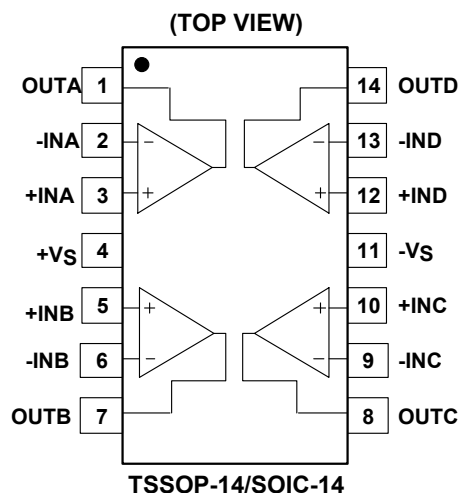 (TOP VIEW)
OUTA 1 14 OUTD
-INA 2 − − 13 -IND
+INA 3 + + 12 +IND
+VS 4 11 -VS
+INB 5 + + 10 +INC
-INB 6 − − 9 -INC
OUTB 7 8 OUTC
TSSOP-14/SOIC-14